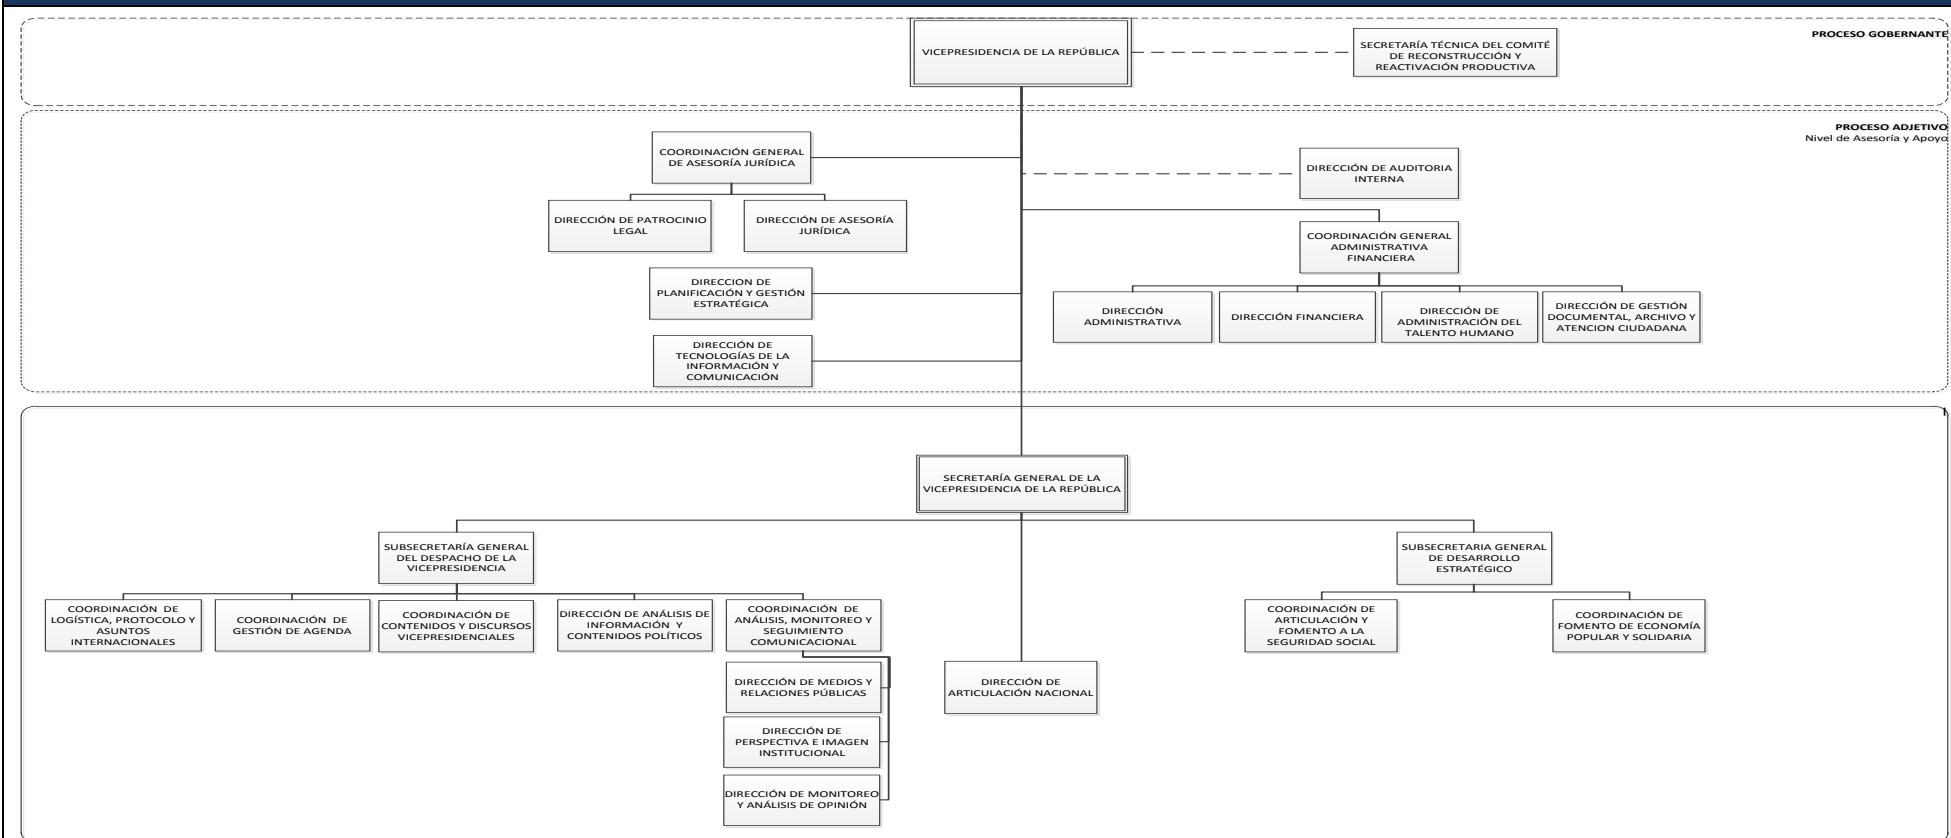 VICEPRESIDENCIA DE LA REPÚBLICA
SECRETARÍA TÉCNICA DEL COMITÉ
DE RECONSTRUCCIÓN Y
REACTIVACIÓN PRODUCTIVA
PROCESO GOBERNANTE
PROCESO ADJETIVO
Nivel de Asesoría y Apoyo
COORDINACIÓN GENERAL
DE ASESORÍA JURÍDICA
DIRECCIÓN DE AUDITORIA
INTERNA
DIRECCIÓN DE PATROCINIO
LEGAL
DIRECCIÓN DE ASESORÍA
JURÍDICA
COORDINACIÓN GENERAL
ADMINISTRATIVA
FINANCIERA
DIRECCION DE
PLANIFICACIÓN Y GESTIÓN
ESTRATÉGICA
DIRECCIÓN
ADMINISTRATIVA
DIRECCIÓN FINANCIERA
DIRECCIÓN DE
ADMINISTRACIÓN DEL
TALENTO HUMANO
DIRECCIÓN DE GESTIÓN
DOCUMENTAL, ARCHIVO Y
ATENCION CIUDADANA
DIRECCIÓN DE
TECNOLOGÍAS DE LA
INFORMACIÓN Y
COMUNICACIÓN
SECRETARÍA GENERAL DE LA
VICEPRESIDENCIA DE LA REPÚBLICA
SUBSECRETARÍA GENERAL
DEL DESPACHO DE LA
VICEPRESIDENCIA
SUBSECRETARIA GENERAL
DE DESARROLLO
ESTRATÉGICO
COORDINACIÓN DE
LOGÍSTICA, PROTOCOLO Y
ASUNTOS
INTERNACIONALES
COORDINACIÓN DE
GESTIÓN DE AGENDA
COORDINACIÓN DE
CONTENIDOS Y DISCURSOS
VICEPRESIDENCIALES
DIRECCIÓN DE ANÁLISIS DE
INFORMACIÓN Y
CONTENIDOS POLÍTICOS
COORDINACIÓN DE
ANÁLISIS, MONITOREO Y
SEGUIMIENTO
COMUNICACIONAL
COORDINACIÓN DE
ARTICULACIÓN Y
FOMENTO A LA
SEGURIDAD SOCIAL
COORDINACIÓN DE
FOMENTO DE ECONOMÍA
POPULAR Y SOLIDARIA
DIRECCIÓN DE MEDIOS Y
RELACIONES PÚBLICAS
DIRECCIÓN DE
ARTICULACIÓN NACIONAL
DIRECCIÓN DE
PERSPECTIVA E IMAGEN
INSTITUCIONAL
DIRECCIÓN DE MONITOREO
Y ANÁLISIS DE OPINIÓN